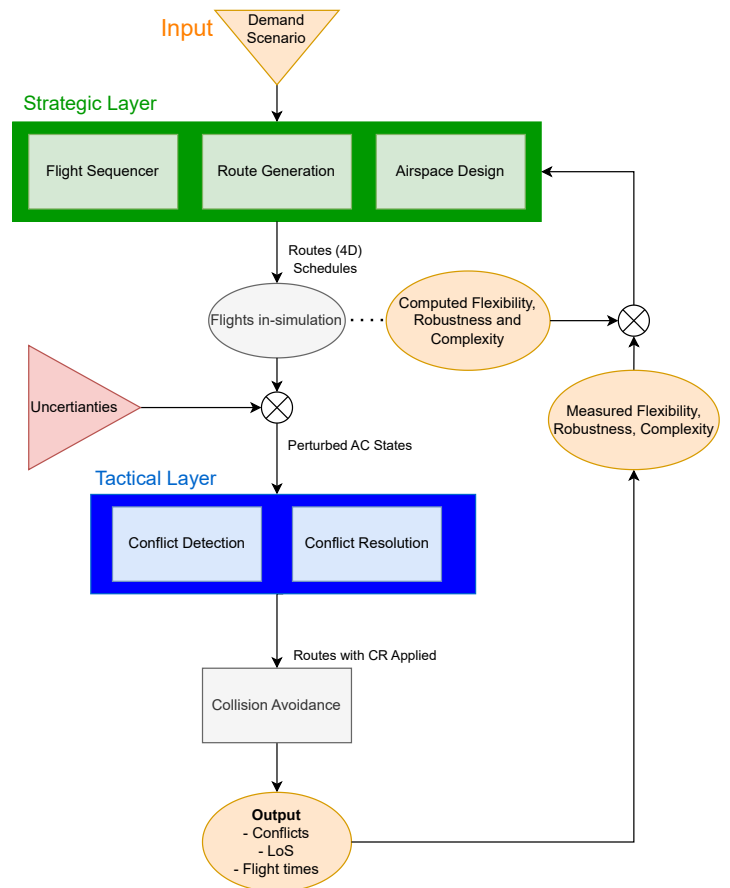 Input
Demand
Scenario
Strategic Layer
Flight Sequencer
Route Generation
Airspace Design
Routes (4D)
Schedules
Flights in-simulation
Computed Flexibility,
Robustness and
Complexity
Uncertianties
Measured Flexibility,
Robustness, Complexity
Perturbed AC States
Tactical Layer
Conflict Detection
Conflict Resolution
Routes with CR Applied
Collision Avoidance
Output
- Conflicts
- LoS
- Flight times